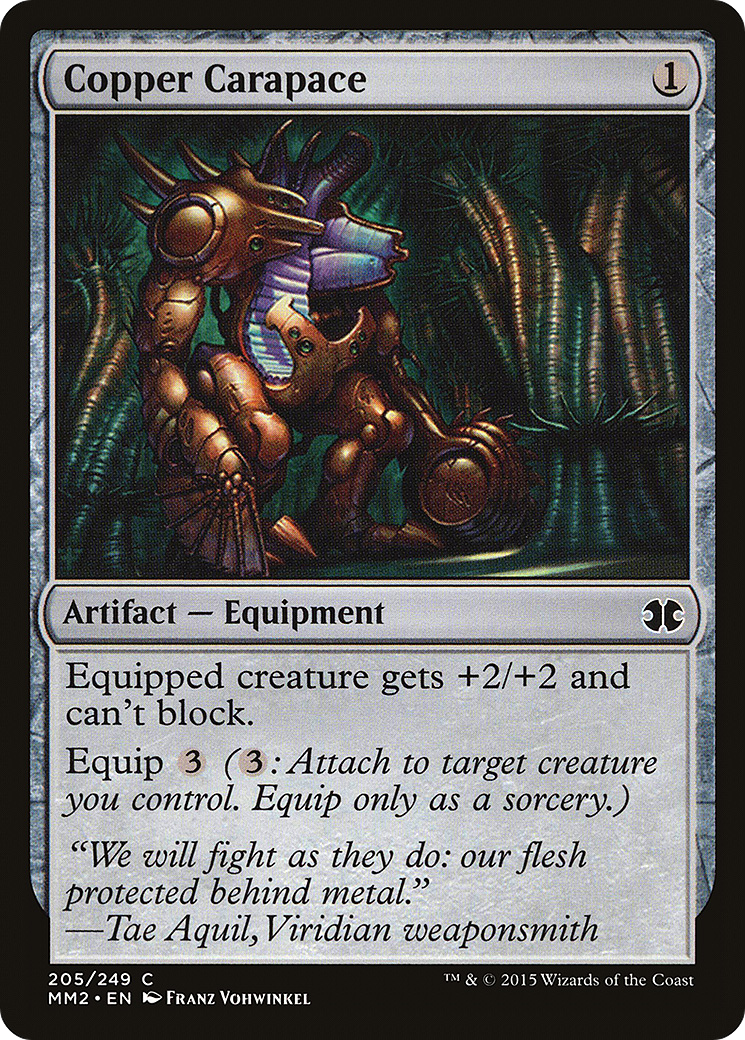 Copper Carapace 1
Artifact — Equipment
Equipped creature gets +2/+2 and
can't block.
Equip 3 (3: Attach to target creature
you control. Equip only as a sorcery.)
“We will fight as they do: our flesh
protected behind metal.”
—Tae Aquil, Viridian weaponsmith
205/249 C
MM2 • EN Franz Vohwinkel
™ & © 2015 Wizards of the Coast